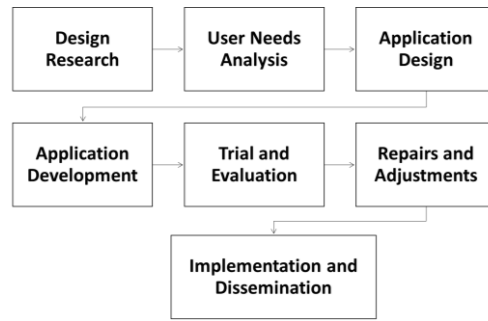 Design
Research
User Needs
Analysis
Application
Design
Application
Development
Trial and
Evaluation
Repairs and
Adjustments
Implementation and
Dissemination